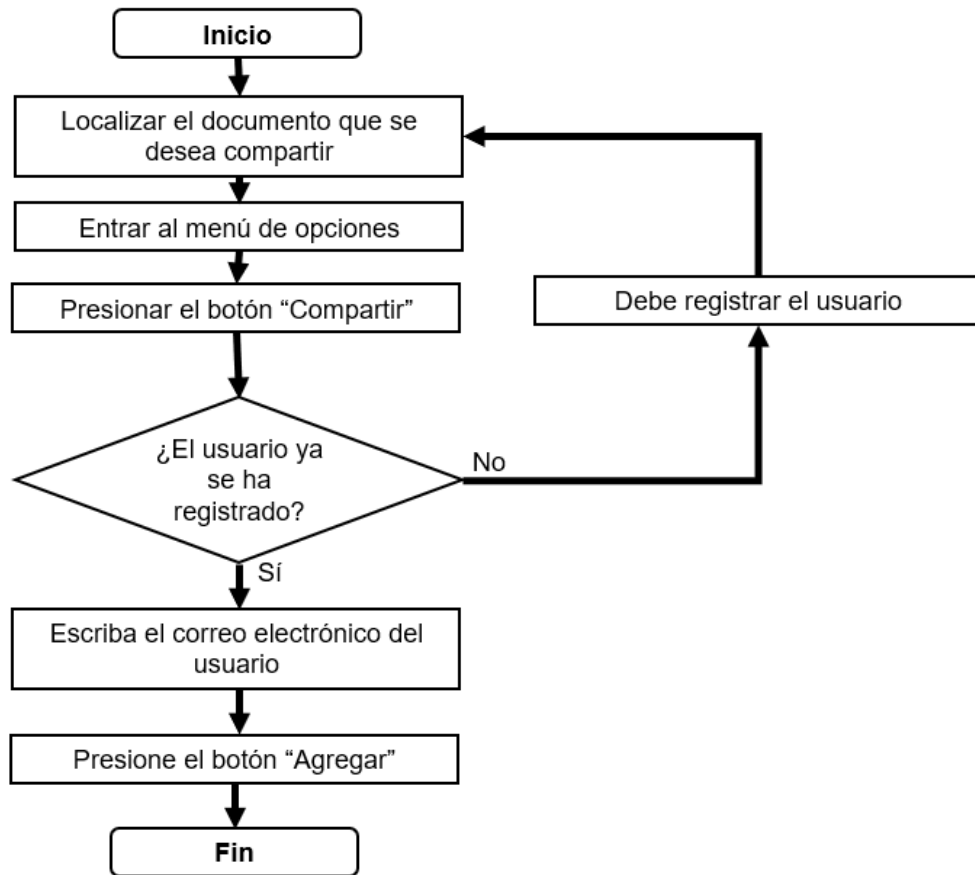 Inicio
Localizar el documento que se
desea compartir
Entrar al menú de opciones
Presionar el botón “Compartir”
Debe registrar el usuario
¿El usuario ya
se ha
registrado?
No
Sí
Escriba el correo electrónico del
usuario
Presione el botón “Agregar”
Fin